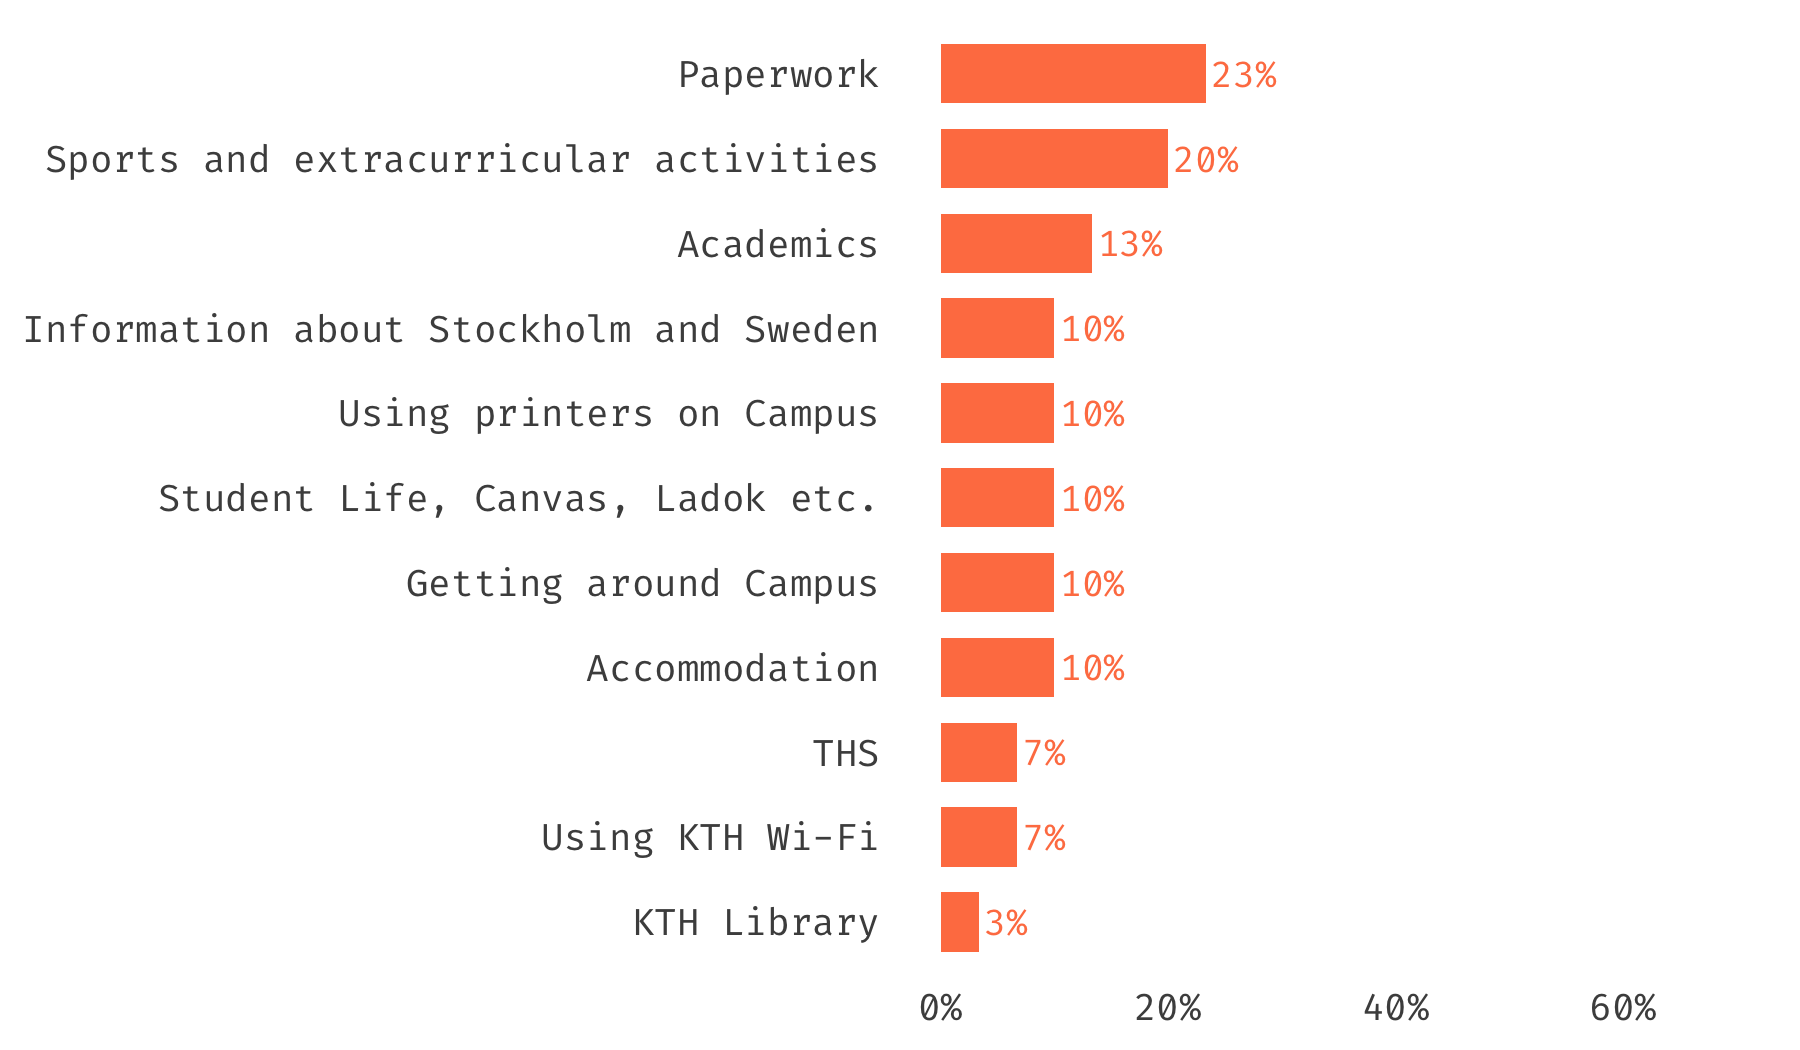 Paperwork 23%
Sports and extracurricular activities 20%
Academics 13%
Information about Stockholm and Sweden 10%
Using printers on Campus 10%
Student Life, Canvas, Ladok etc. 10%
Getting around Campus 10%
Accommodation 10%
THS 7%
Using KTH Wi-Fi 7%
KTH Library 3%
0% 20% 40% 60%